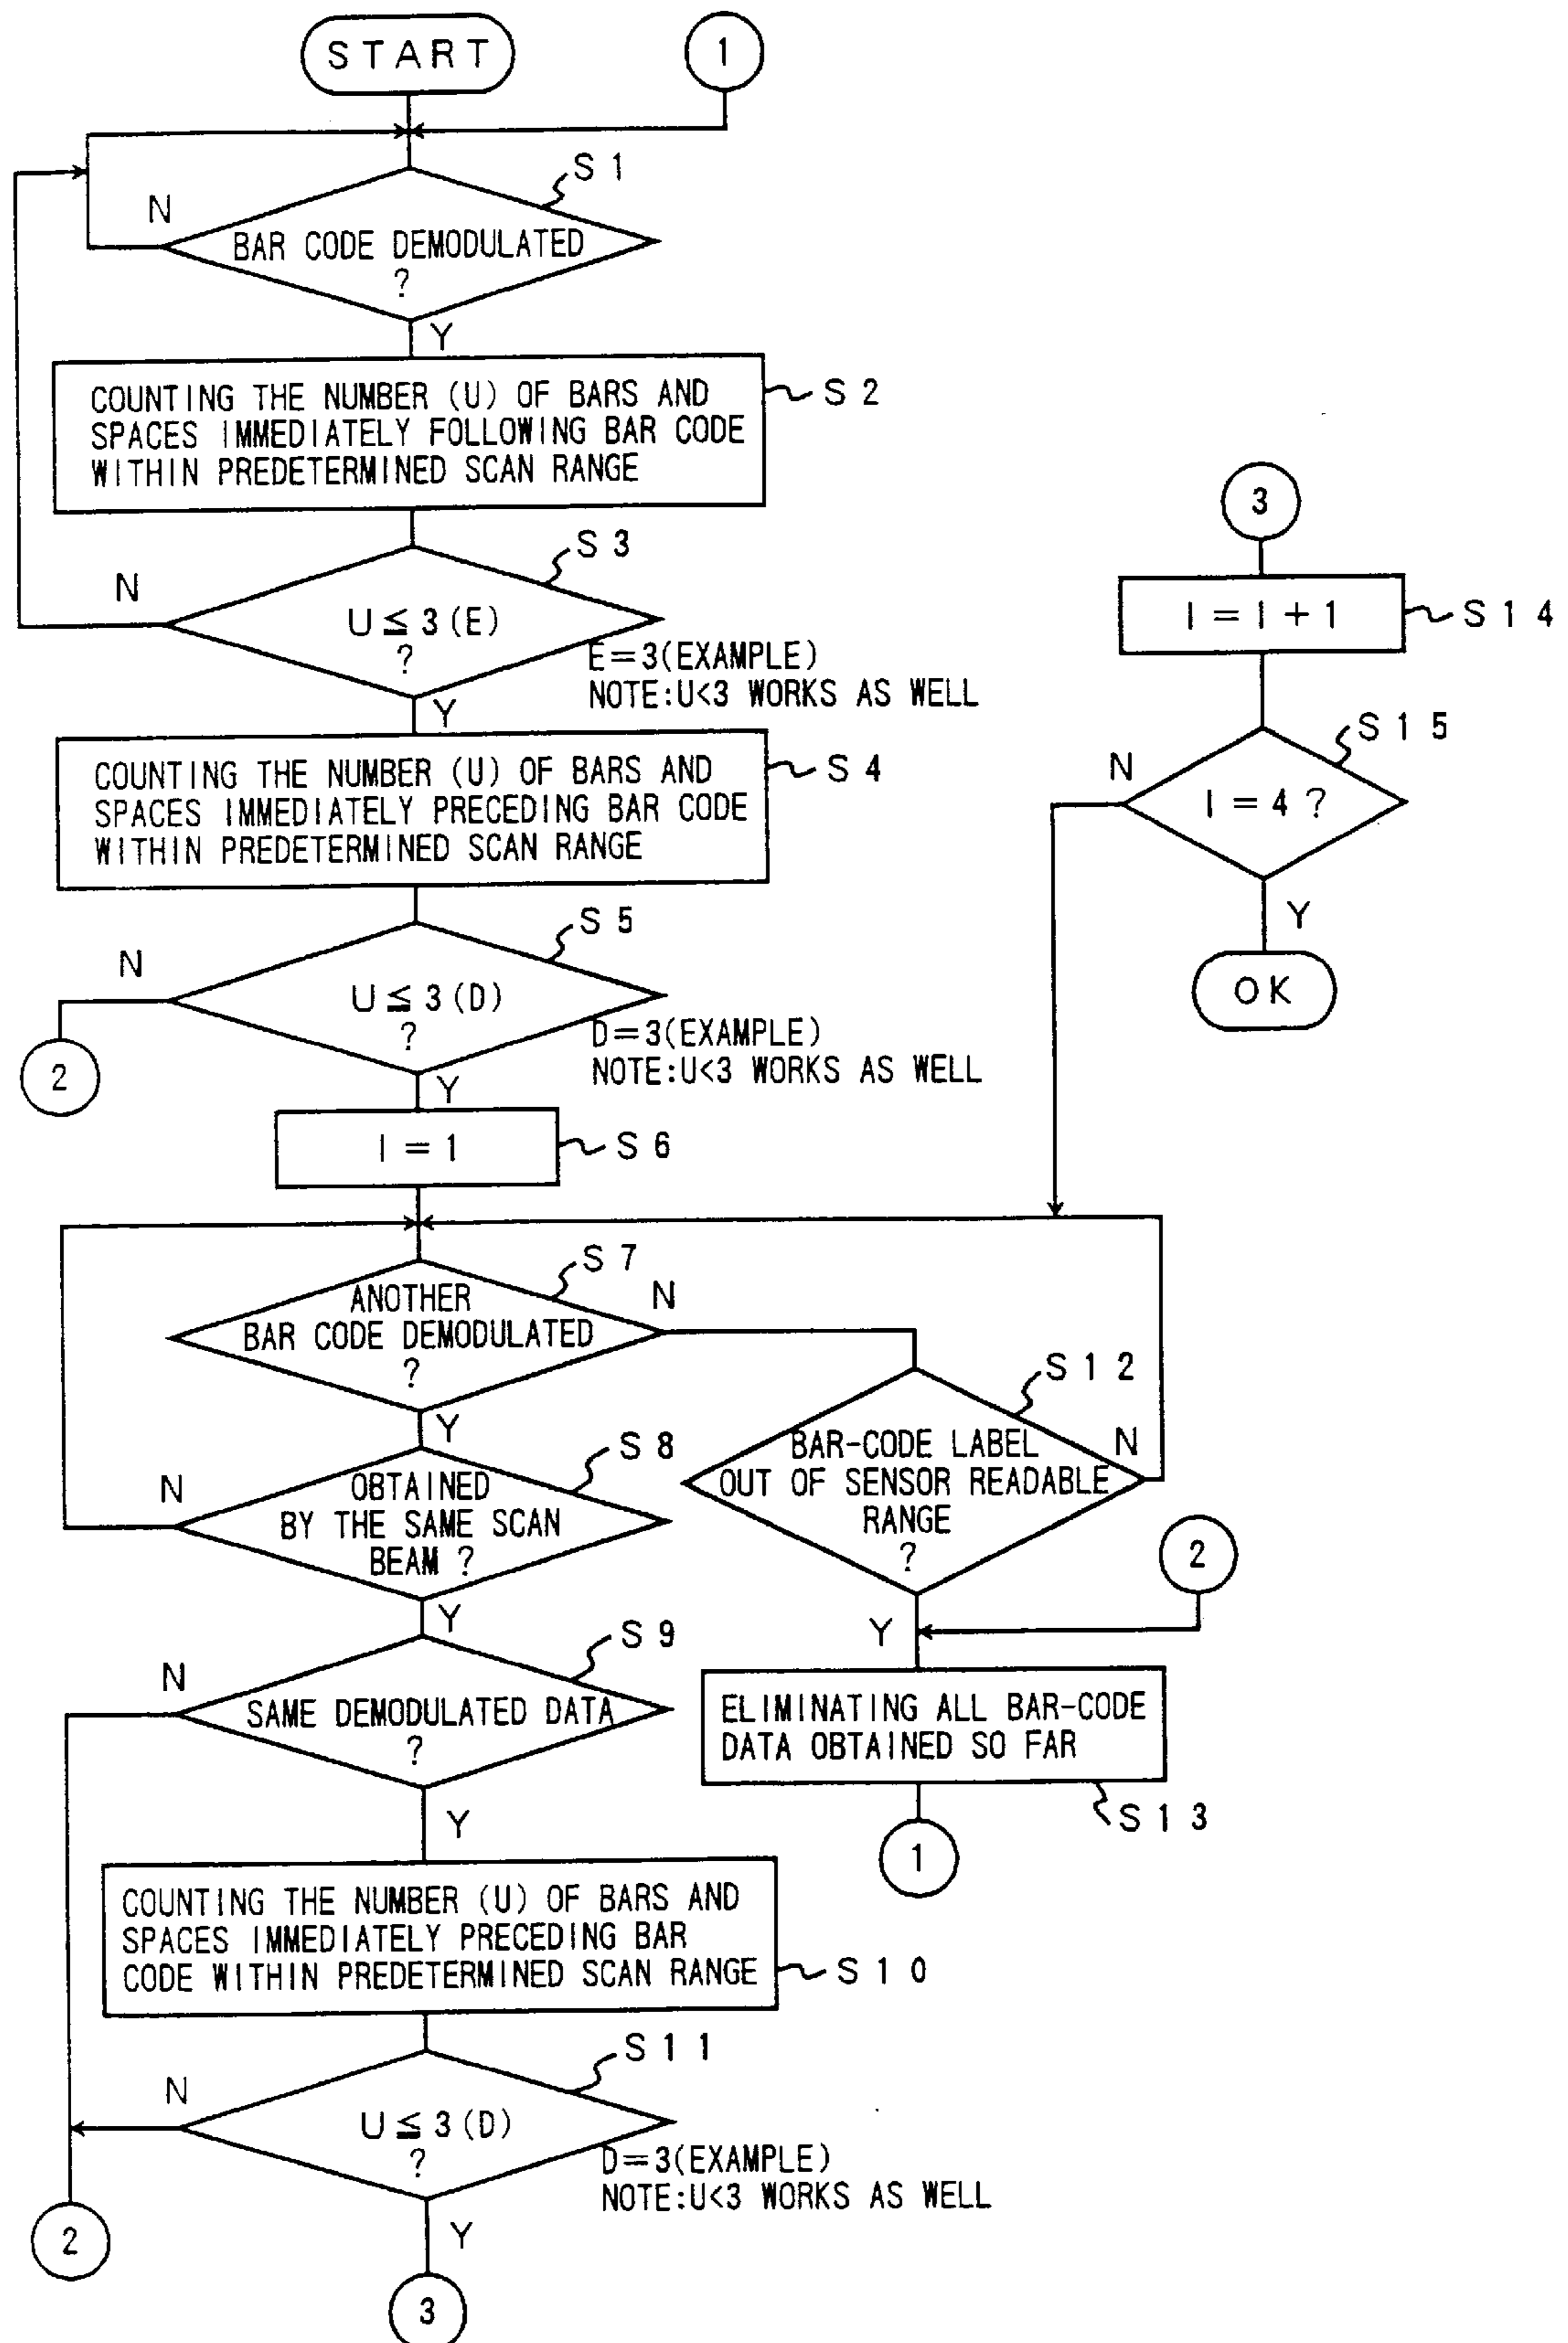 START
1
S1
N
BAR CODE DEMODULATED
?
Y
COUNTING THE NUMBER (U) OF BARS AND
SPACES IMMEDIATELY FOLLOWING BAR CODE
WITHIN PREDETERMINED SCAN RANGE
S2
S3
N
U≦3(E)
?
E=3(EXAMPLE)
NOTE:U<3 WORKS AS WELL
Y
COUNTING THE NUMBER (U) OF BARS AND
SPACES IMMEDIATELY PRECEDING BAR CODE
WITHIN PREDETERMINED SCAN RANGE
S4
S5
N
U≦3(D)
?
D=3(EXAMPLE)
NOTE:U<3 WORKS AS WELL
2
Y
I=1
S6
S7
ANOTHER
BAR CODE DEMODULATED
?
N
Y
S8
N
OBTAINED
BY THE SAME SCAN
BEAM ?
Y
S9
N
SAME DEMODULATED DATA
?
Y
COUNTING THE NUMBER (U) OF BARS AND
SPACES IMMEDIATELY PRECEDING BAR
CODE WITHIN PREDETERMINED SCAN RANGE
S10
S11
N
U≦3(D)
?
D=3(EXAMPLE)
NOTE:U<3 WORKS AS WELL
2
Y
3
3
I=I+1
S14
S15
N
I=4?
Y
OK
S12
BAR-CODE LABEL
OUT OF SENSOR READABLE
RANGE
?
N
2
Y
ELIMINATING ALL BAR-CODE
DATA OBTAINED SO FAR
S13
1